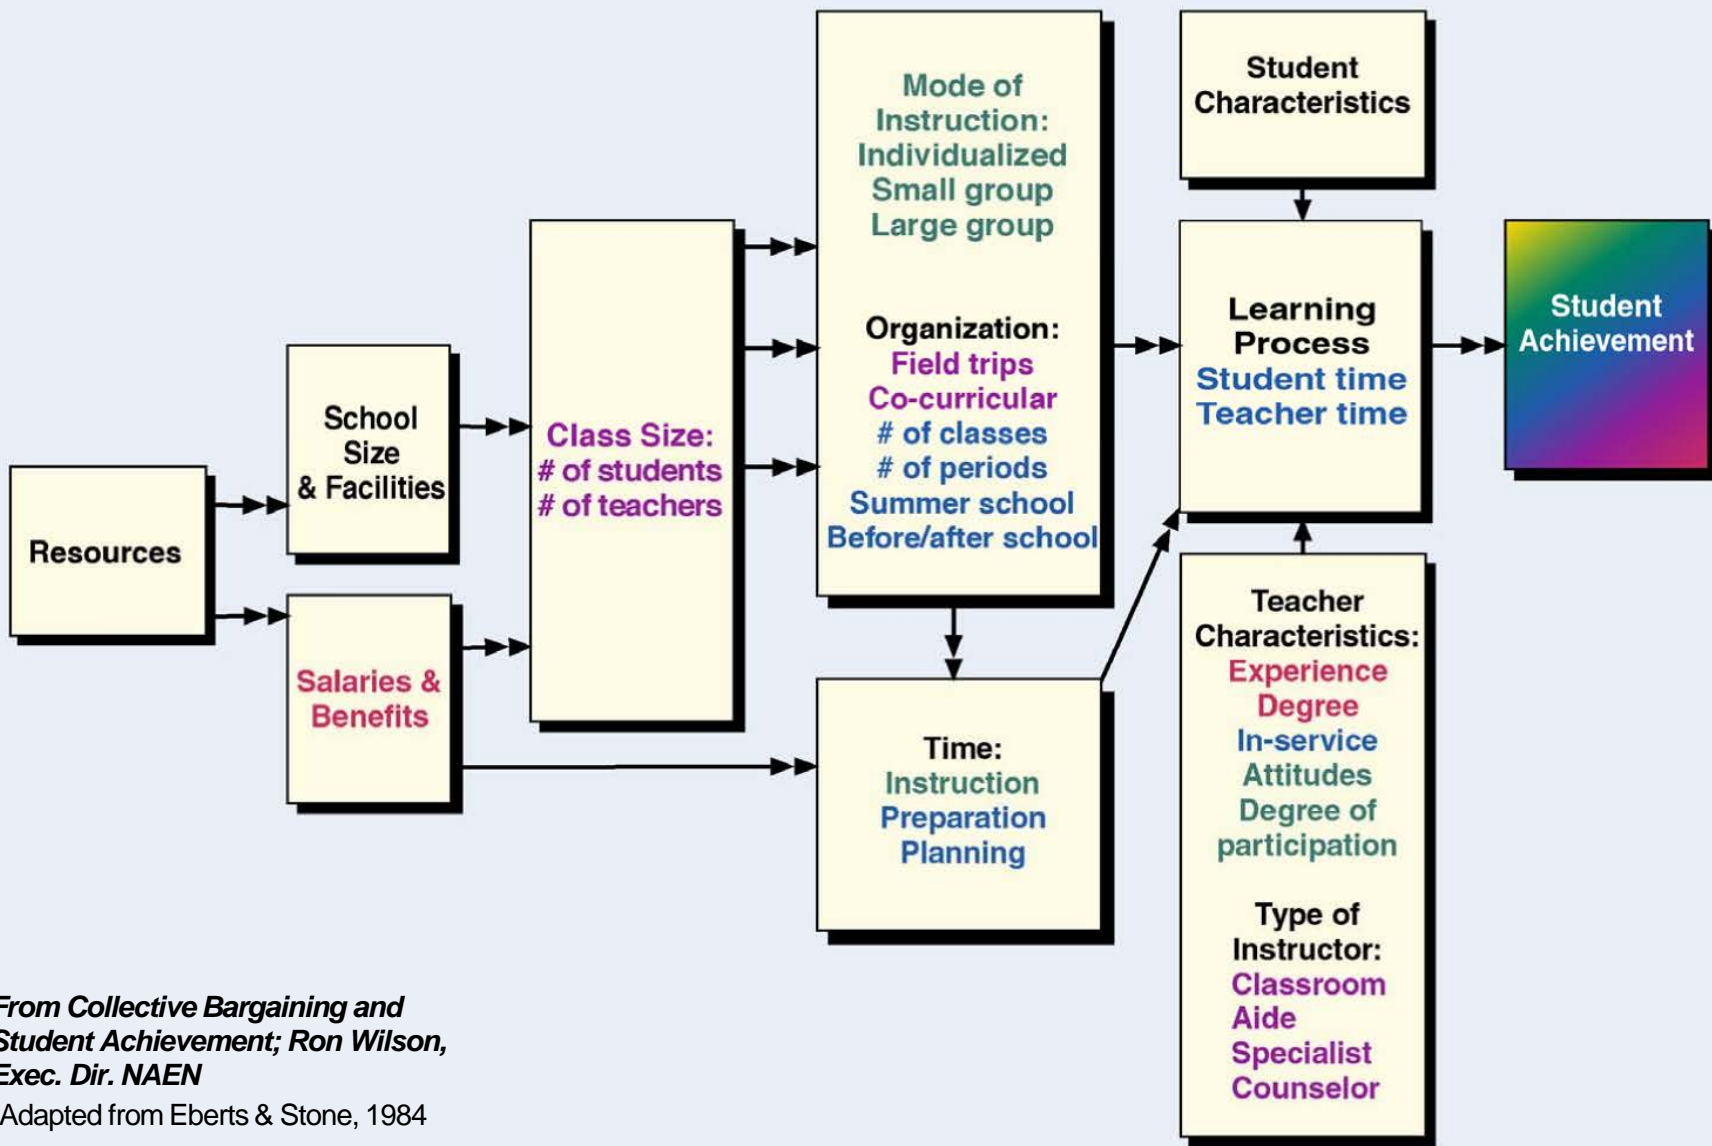 Resources
School
Size
& Facilities
Salaries &
Benefits
Class Size:
# of students
# of teachers
Mode of
Instruction:
Individualized
Small group
Large group
Organization:
Field trips
Co-curricular
# of classes
# of periods
Summer school
Before/after school
Time:
Instruction
Preparation
Planning
Student
Characteristics
Learning
Process
Student time
Teacher time
Teacher
Characteristics:
Experience
Degree
In-service
Attitudes
Degree of
participation
Type of
Instructor:
Classroom
Aide
Specialist
Counselor
Student
Achievement
From Collective Bargaining and
Student Achievement; Ron Wilson,
Exec. Dir. NAEN
Adapted from Eberts & Stone, 1984